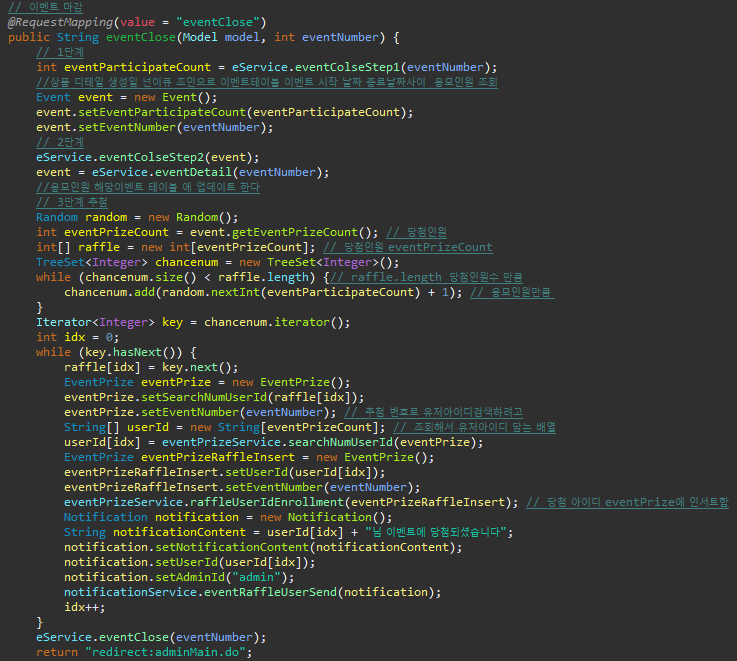 // 이벤트 마감
@RequestMapping(value = "eventClose")
public String eventClose(Model model, int eventNumber) {
// 1단계
int eventParticipateCount = eService.eventColseStep1(eventNumber);
//상품 디테일 생성일 넌이큐 조인으로 이벤트테이블 이벤트 시작 날짜 종료날짜사이  응모인원 조회
Event event = new Event();
event.setEventParticipateCount(eventParticipateCount);
event.setEventNumber(eventNumber);
// 2단계
eService.eventColseStep2(event);
event = eService.eventDetail(eventNumber);
//응모인원 해당이벤트 테이블 에 업데이트 한다
// 3단계 추첨
Random random = new Random();
int eventPrizeCount = event.getEventPrizeCount(); // 당첨인원
int[] raffle = new int[eventPrizeCount]; // 당첨인원 eventPrizeCount
TreeSet<Integer> chancenum = new TreeSet<Integer>();
while (chancenum.size() < raffle.length) {// raffle.length 당첨인원수 만큼
chancenum.add(random.nextInt(eventParticipateCount) + 1); // 응모인원만큼
}
Iterator<Integer> key = chancenum.iterator();
int idx = 0;
while (key.hasNext()) {
raffle[idx] = key.next();
EventPrize eventPrize = new EventPrize();
eventPrize.setSearchNumUserId(raffle[idx]);
eventPrize.setEventNumber(eventNumber); // 추첨 번호로 유저아이디검색하려고
String[] userId = new String[eventPrizeCount]; // 조회해서 유저아이디 담는 배열
userId[idx] = eventPrizeService.searchNumUserId(eventPrize);
EventPrize eventPrizeRaffleInsert = new EventPrize();
eventPrizeRaffleInsert.setUserId(userId[idx]);
eventPrizeRaffleInsert.setEventNumber(eventNumber);
eventPrizeService.raffleUserIdEnrollment(eventPrizeRaffleInsert); // 당첨 아이디 eventPrize에 인서트함
Notification notification = new Notification();
String notificationContent = userId[idx] + "님 이벤트에 당첨되셨습니다";
notification.setNotificationContent(notificationContent);
notification.setUserId(userId[idx]);
notification.setAdminId("admin");
notificationService.eventRaffleUserSend(notification);
idx++;
}
eService.eventClose(eventNumber);
return "redirect:adminMain.do";